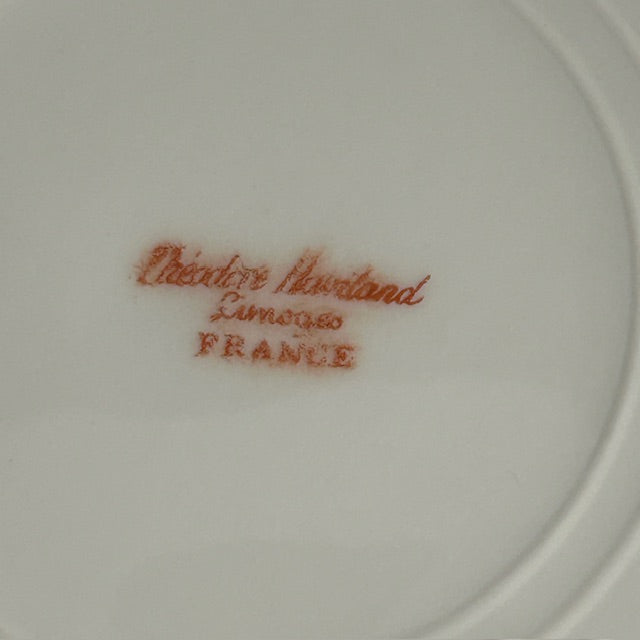 Théodore Haviland
Limoges
FRANCE